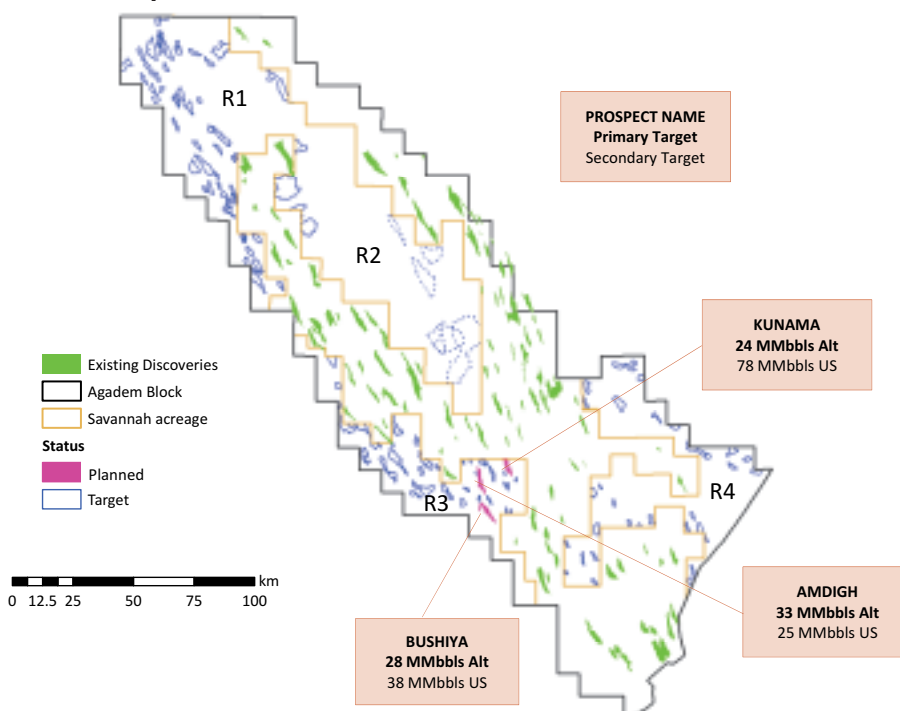 R1
PROSPECT NAME
Primary Target
Secondary Target
R2
KUNAMA
24 MMbbls Alt
78 MMbbls US
Existing Discoveries
Agadem Block
Savannah acreage
Status
Planned
Target
R3
R4
km
0 12.5 25 50 75 100
AMDIGH
33 MMbbls Alt
25 MMbbls US
BUSHIYA
28 MMbbls Alt
38 MMbbls US